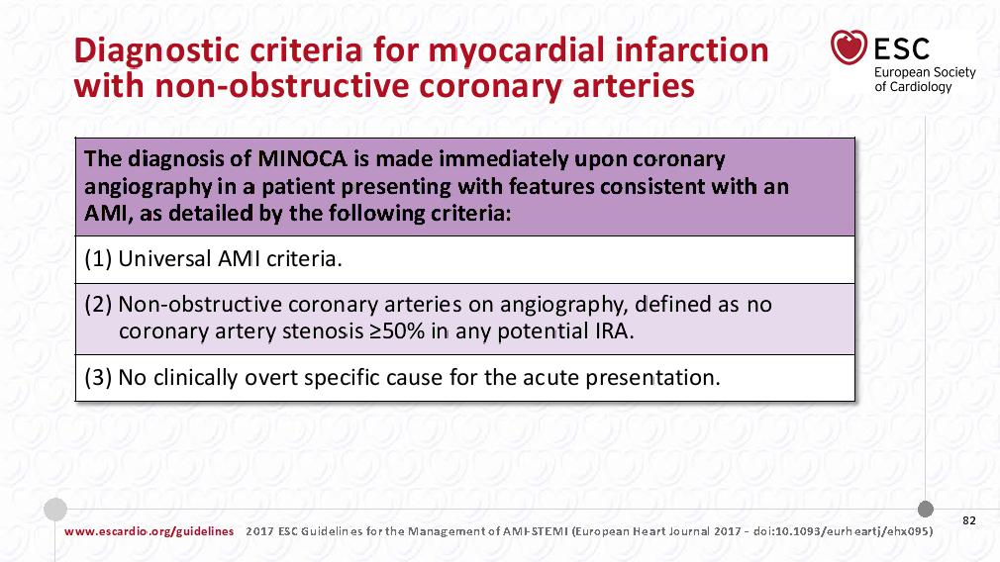 Diagnostic criteria for myocardial infarction
with non-obstructive coronary arteries
ESC
European Society
of Cardiology
The diagnosis of MINOCA is made immediately upon coronary
angiography in a patient presenting with features consistent with an
AMI, as detailed by the following criteria:
(1) Universal AMI criteria.
(2) Non-obstructive coronary arteries on angiography, defined as no
coronary artery stenosis ≥50% in any potential IRA.
(3) No clinically overt specific cause for the acute presentation.
82
www.escardio.org/guidelines 2017 ESC Guidelines for the Management of AMI-STEMI (European Heart Journal 2017 - doi:10.1093/eurheartj/ehx095)